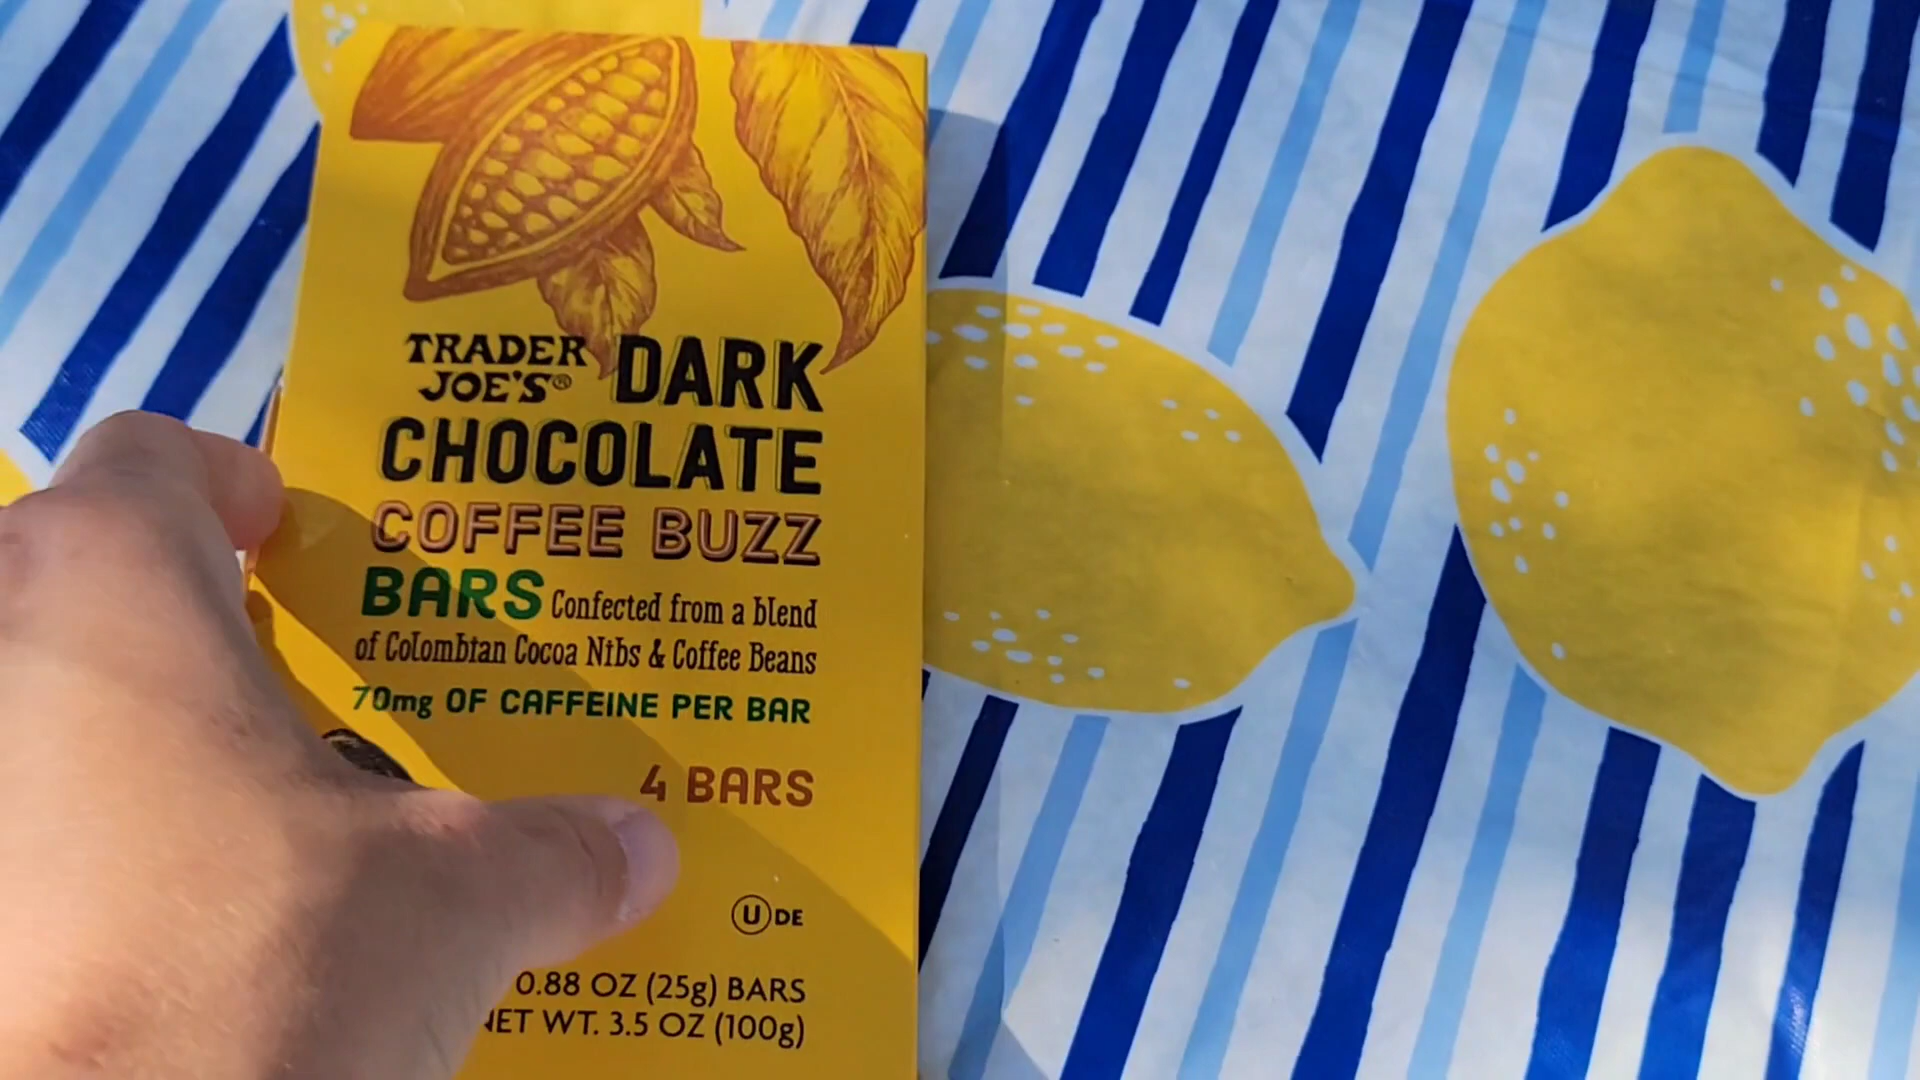 TRADER JOE'S® DARK
CHOCOLATE
COFFEE BUZZ
BARS Confected from a blend
of Colombian Cocoa Nibs & Coffee Beans
70mg OF CAFFEINE PER BAR
4 BARS
U DE
0.88 OZ (25g) BARS
NET WT. 3.5 OZ (100g)